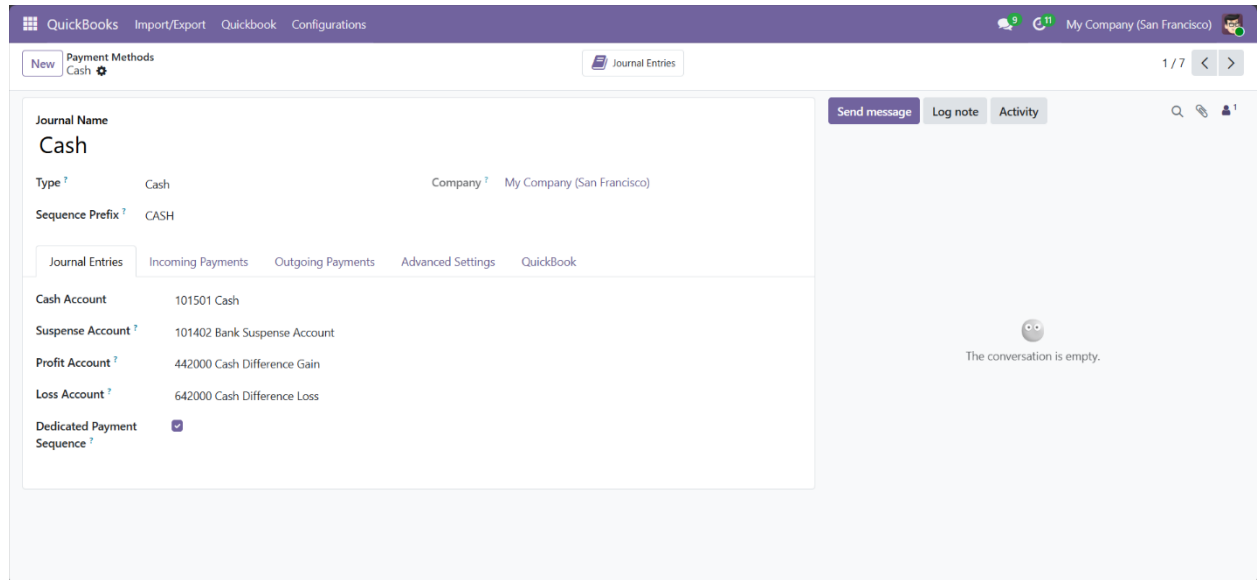 QuickBooks Import/Export Quickbook Configurations 9 11 My Company (San Francisco)
New Payment Methods
Cash
Journal Entries
1 / 7
Send message Log note Activity 1
Journal Name
Cash
Type ? Cash Company ? My Company (San Francisco)
Sequence Prefix ? CASH
Journal Entries Incoming Payments Outgoing Payments Advanced Settings QuickBook
Cash Account 101501 Cash
Suspense Account ? 101402 Bank Suspense Account
Profit Account ? 442000 Cash Difference Gain
Loss Account ? 642000 Cash Difference Loss
Dedicated Payment
Sequence ?
The conversation is empty.